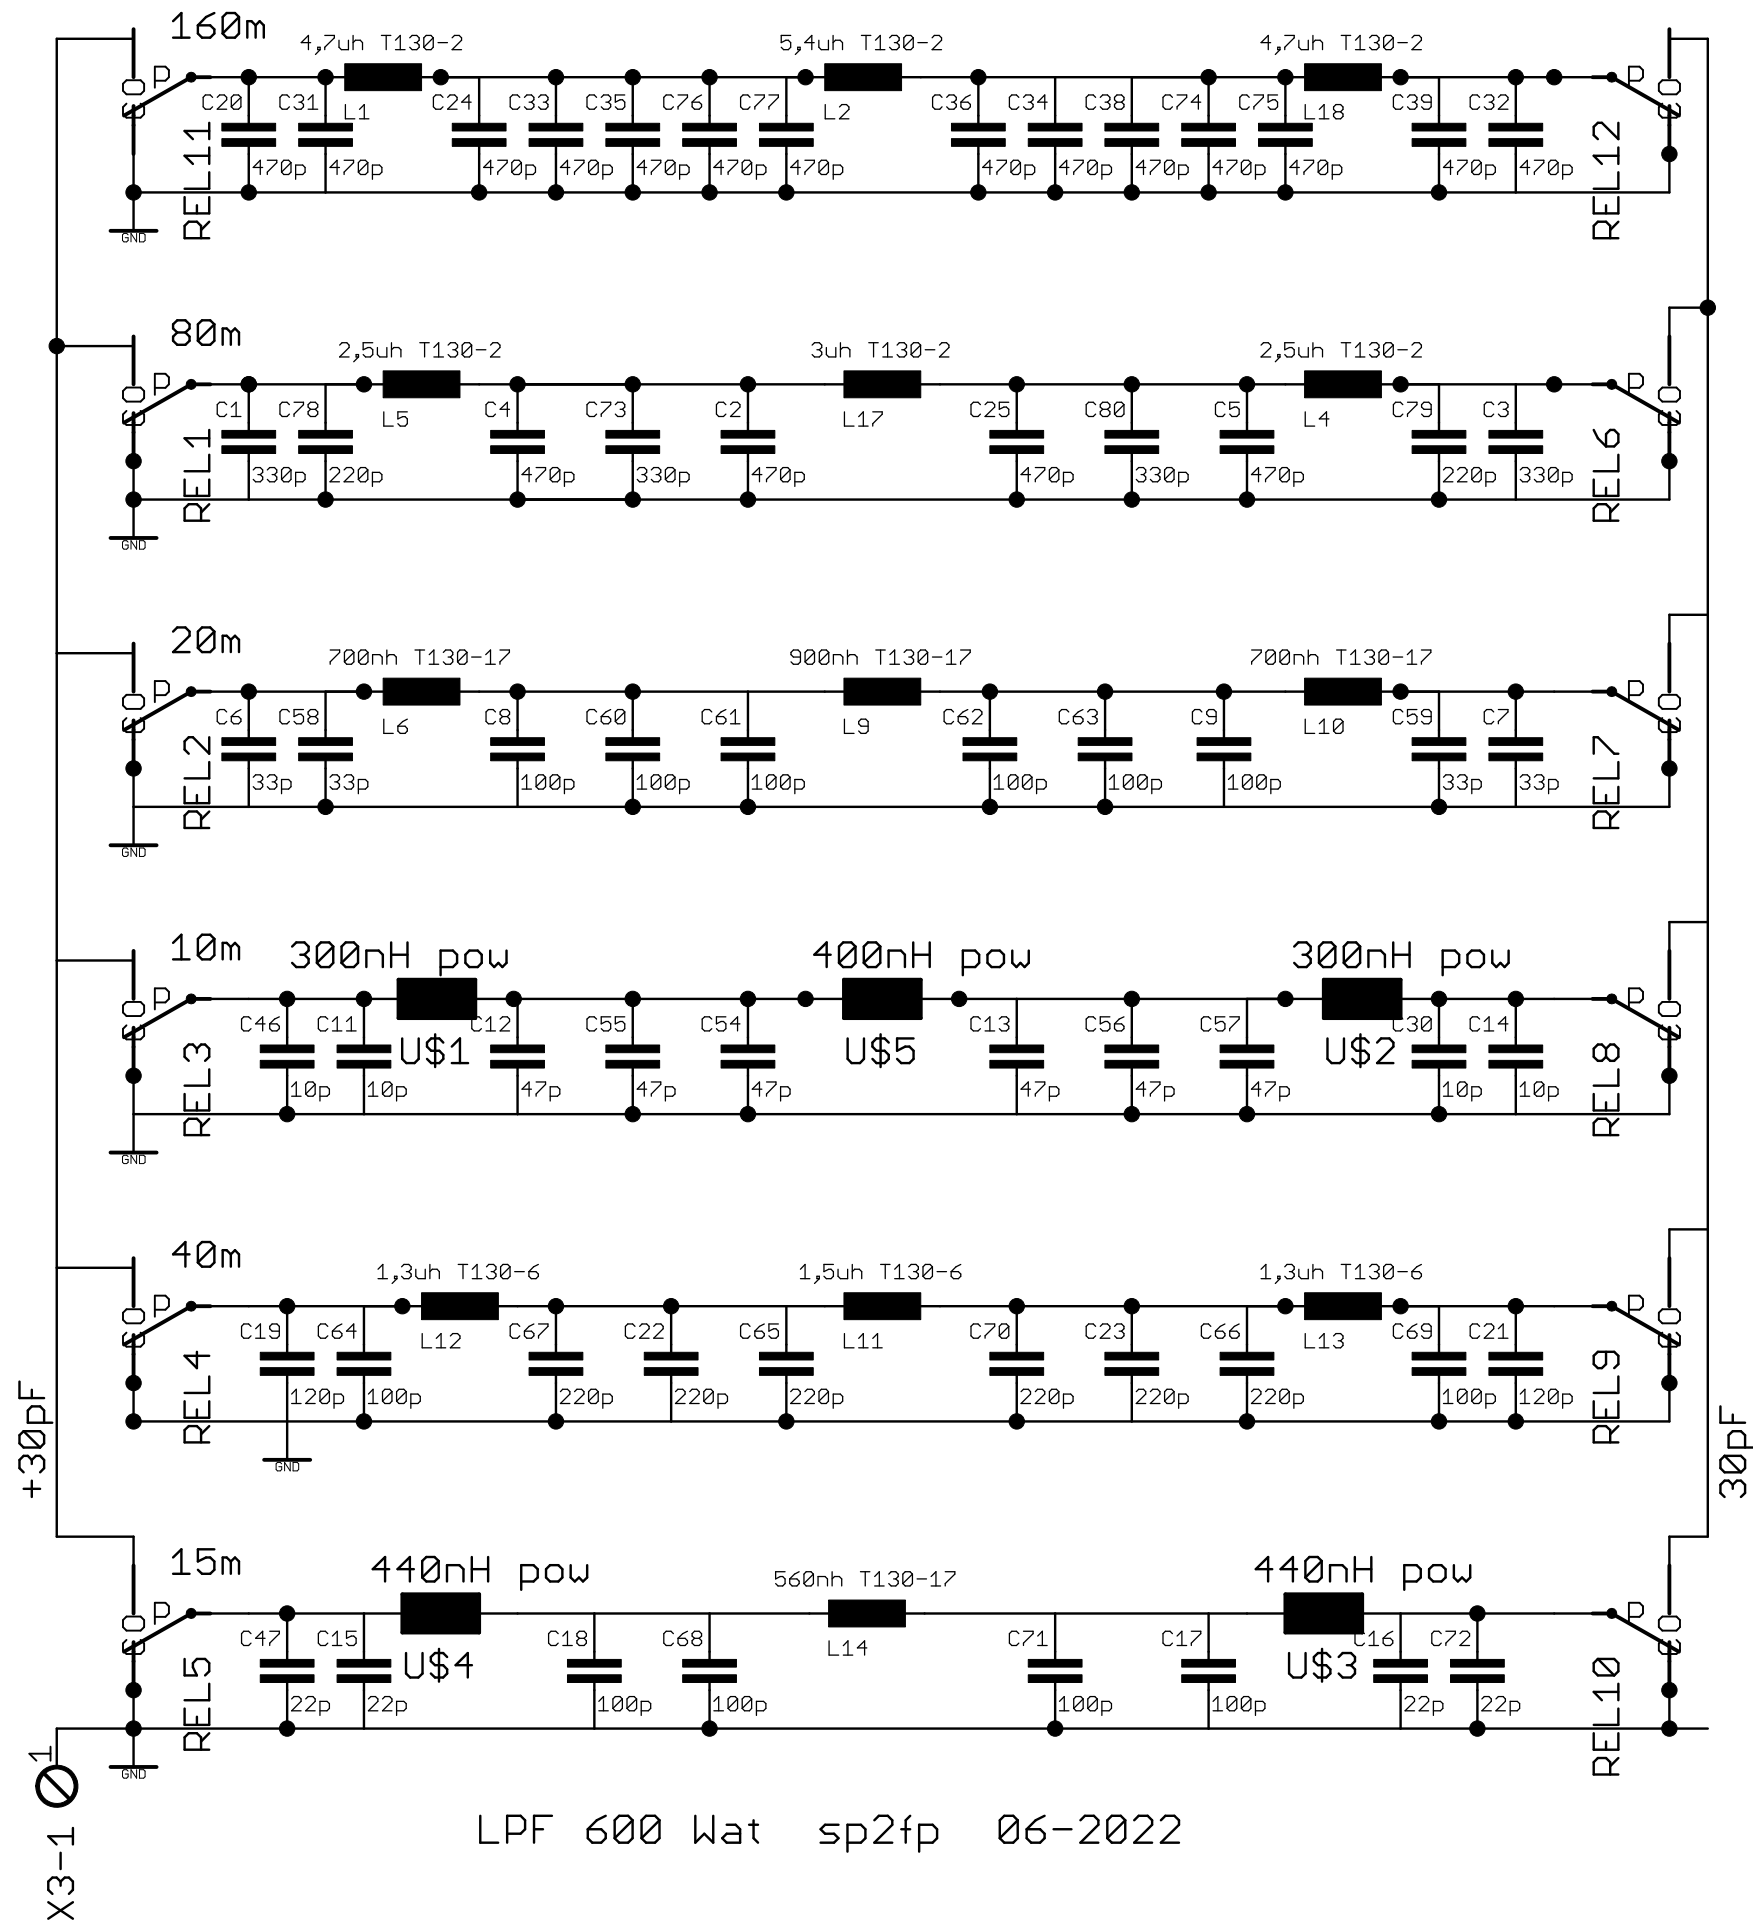 160m
4,7uh T130-2 5,4uh T130-2 4,7uh T130-2
P P
O O
S S
C20 C31 C24 C33 C35 C76 C77 C36 C34 C38 C74 C75 C39 C32
L1 L2 L18
470p 470p 470p 470p 470p 470p 470p 470p 470p 470p 470p 470p 470p 470p
REL11 REL12
GND
80m
2,5uh T130-2 3uh T130-2 2,5uh T130-2
P P
O O
S S
C1 C78 C4 C73 C2 C25 C80 C5 C79 C3
L5 L17 L4
330p 220p 470p 330p 470p 470p 330p 470p 220p 330p
REL1 REL6
GND
20m
700nh T130-17 900nh T130-17 700nh T130-17
P P
O O
S S
C6 C58 C8 C60 C61 C62 C63 C9 C59 C7
L6 L9 L10
33p 33p 100p 100p 100p 100p 100p 100p 33p 33p
REL2 REL7
GND
10m
300nH pow 400nH pow 300nH pow
P P
O O
S S
C46 C11 C12 C55 C54 C13 C56 C57 C30 C14
U$1 U$5 U$2
10p 10p 47p 47p 47p 47p 47p 47p 10p 10p
REL3 REL8
GND
40m
1,3uh T130-6 1,5uh T130-6 1,3uh T130-6
P P
O O
S S
C19 C64 C67 C22 C65 C70 C23 C66 C69 C21
L12 L11 L13
120p 100p 220p 220p 220p 220p 220p 220p 100p 120p
REL4 REL9
+30pF 30pF
GND
15m
440nH pow 560nh T130-17 440nH pow
P P
O O
S S
C47 C15 C18 C68 C71 C17 C16 C72
U$4 L14 U$3
22p 22p 100p 100p 100p 100p 22p 22p
REL5 REL10
1
GND
X3-1
LPF 600 Wat sp2fp 06-2022